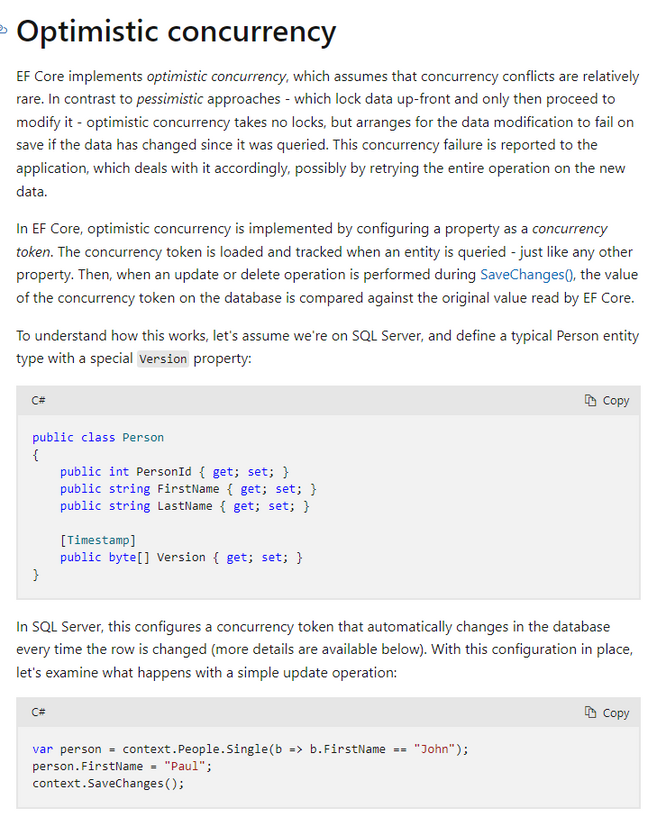 Optimistic concurrency
EF Core implements optimistic concurrency, which assumes that concurrency conflicts are relatively
rare. In contrast to pessimistic approaches - which lock data up-front and only then proceed to
modify it - optimistic concurrency takes no locks, but arranges for the data modification to fail on
save if the data has changed since it was queried. This concurrency failure is reported to the
application, which deals with it accordingly, possibly by retrying the entire operation on the new
data.
In EF Core, optimistic concurrency is implemented by configuring a property as a concurrency
token. The concurrency token is loaded and tracked when an entity is queried - just like any other
property. Then, when an update or delete operation is performed during SaveChanges(), the value
of the concurrency token on the database is compared against the original value read by EF Core.
To understand how this works, let's assume we're on SQL Server, and define a typical Person entity
type with a special Version property:
C# Copy
public class Person
{
    public int PersonId { get; set; }
    public string FirstName { get; set; }
    public string LastName { get; set; }
    [Timestamp]
    public byte[] Version { get; set; }
}
In SQL Server, this configures a concurrency token that automatically changes in the database
every time the row is changed (more details are available below). With this configuration in place,
let's examine what happens with a simple update operation:
C# Copy
var person = context.People.Single(b => b.FirstName == "John");
person.FirstName = "Paul";
context.SaveChanges();